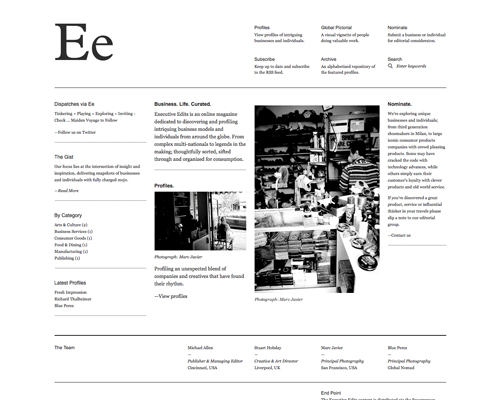 Ee
Profiles
View profiles of intriguing
businesses and individuals.
Global Pictorial
A visual vignette of people
doing valuable work.
Nominate
Submit a business or individual
for editorial consideration.
Subscribe
Keep up to date and subscribe
to the RSS feed.
Archive
An alphabetized repository of
the featured profiles.
Search
Enter keywords
Dispatches via Ee
Tinkering + Playing + Exploring + Inviting -
Check ... Maiden Voyage to Follow
—Follow us on Twitter
The Gist
Our focus lies at the intersection of insight and
inspiration, delivering snapshots of businesses
and individuals with fully charged mojo.
—Read More
By Category
Arts & Culture (2)
Business Services (1)
Consumer Goods (1)
Food & Dining (1)
Manufacturing (1)
Publishing (1)
Latest Profiles
Fresh Impression
Richard Thalheimer
Blue Perez
Business. Life. Curated.
Executive Edits is an online magazine
dedicated to discovering and profiling
intriguing business models and
individuals from around the globe. From
complex multi-nationals to legends in the
making; thoughtfully sorted, sifted
through and organized for consumption.
Profiles.
Photograph: Marc Javier
Profiling an unexpected blend of
companies and creatives that have found
their rhythm.
—View profiles
Photograph: Marc Javier
Nominate.
We're exploring unique
businesses and individuals;
from third generation
shoemakers in Milan, to large
iconic consumer products
companies with crowd pleasing
products. Some may have
cracked the code with
technology advances, while
others simply earn their
customer's loyalty with clever
products and old world service.
If you've discovered a great
product, service or influential
thinker in your travels please
slip a note to our editorial
group.
—Contact us
The Team
Michael Allen
—
Publisher & Managing Editor
Cincinnati, USA
Stuart Holiday
—
Creative & Art Director
Liverpool, UK
Marc Javier
—
Principal Photography
San Francisco, USA
Blue Perez
—
Principal Photography
Global Nomad
End Point